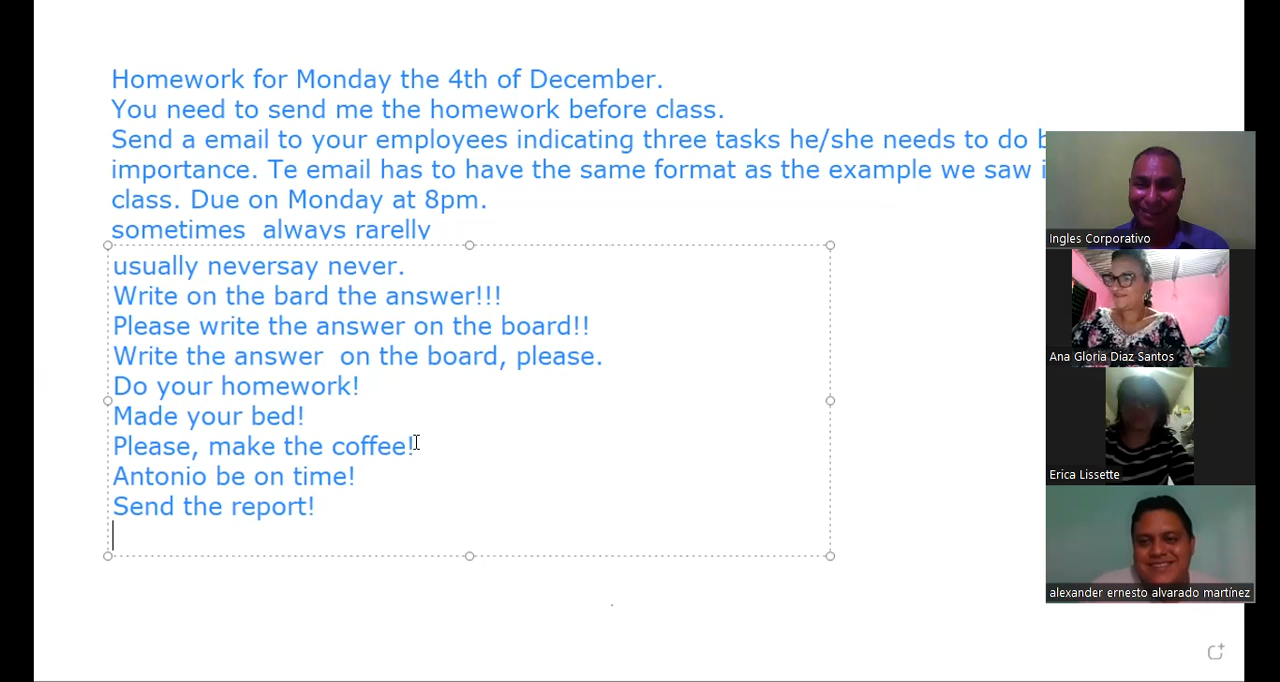 Homework for Monday the 4th of December.
You need to send me the homework before class.
Send a email to your employees indicating three tasks he/she needs to do
importance. Te email has to have the same format as the example we saw
class. Due on Monday at 8pm.
sometimes always rarelly
usually neversay never.
Write on the bard the answer!!!
Please write the answer on the board!!
Write the answer on the board, please.
Do your homework!
Made your bed!
Please, make the coffee!
Antonio be on time!
Send the report!
Ingles Corporativo
Ana Gloria Diaz Santos
Erica Lissette
alexander ernesto alvarado martínez